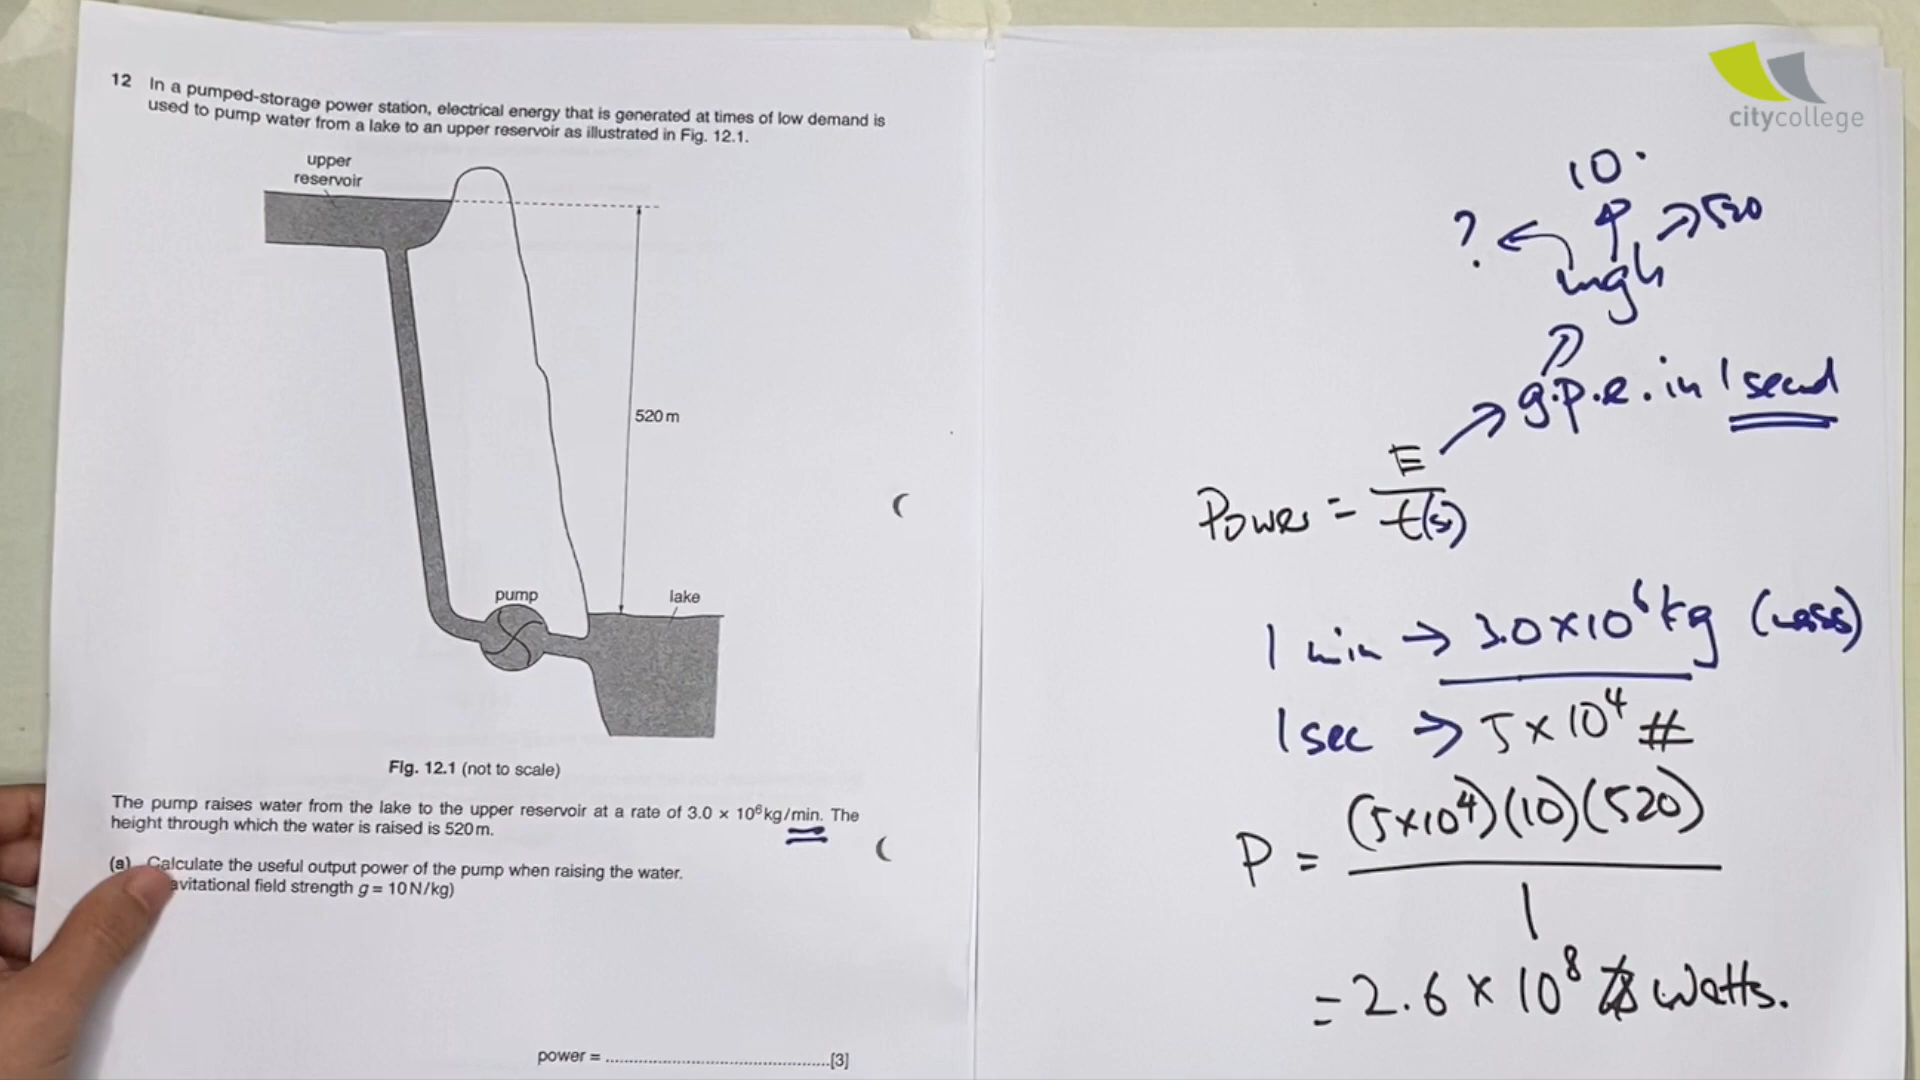 12 In a pumped-storage power station, electrical energy that is generated at times of low demand is
used to pump water from a lake to an upper reservoir as illustrated in Fig. 12.1.
upper
reservoir
520 m
pump
lake
Fig. 12.1 (not to scale)
The pump raises water from the lake to the upper reservoir at a rate of 3.0 × 10⁶ kg/min. The
height through which the water is raised is 520 m.
(a) Calculate the useful output power of the pump when raising the water.
avitational field strength g = 10 N/kg)
power = ............................................[3]
citycollege
10.
? 520
mgh
g.p.e. in 1 second
Power = E / t(s)
1 min → 3.0 × 10⁶ kg (mass)
1 sec → 5 × 10⁴ #
P = (5×10⁴)(10)(520) / 1
= 2.6 × 10⁸ Watts.